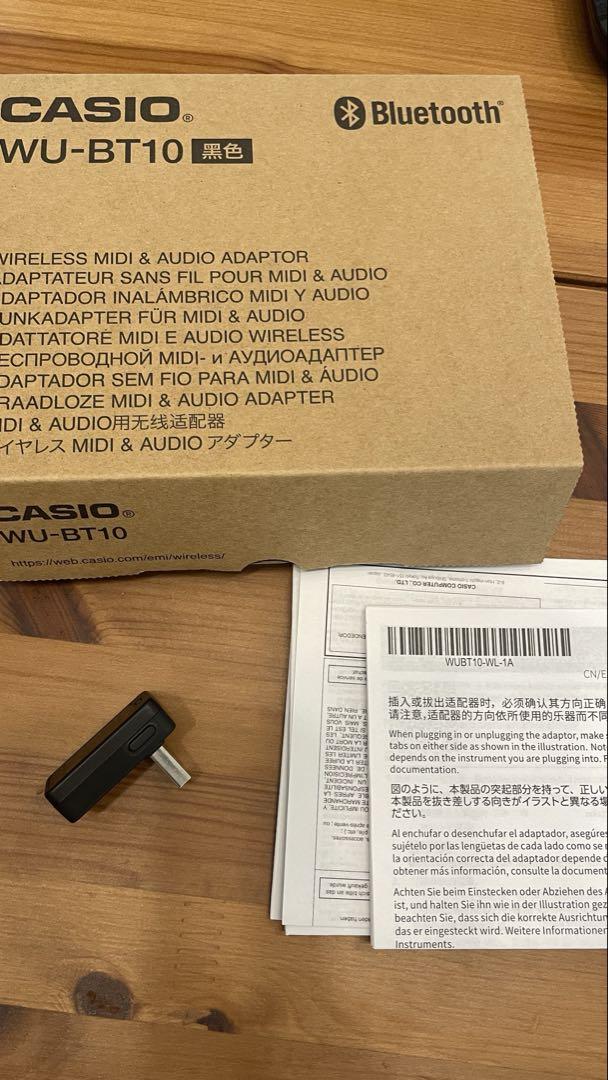 CASIO®
Bluetooth®
WU-BT10 黑色
WIRELESS MIDI & AUDIO ADAPTOR
ADAPTATEUR SANS FIL POUR MIDI & AUDIO
ADAPTADOR INALÁMBRICO MIDI Y AUDIO
UNKADAPTER FÜR MIDI & AUDIO
DATTATORE MIDI E AUDIO WIRELESS
ЕСПРОВОДНОЙ MIDI- и АУДИОАДАПТЕР
DAPTADOR SEM FIO PARA MIDI & ÁUDIO
RAADLOZE MIDI & AUDIO ADAPTER
IDI & AUDIO用无线适配器
イヤレス MIDI & AUDIO アダプター
CASIO®
WU-BT10
https://web.casio.com/emi/wireless/
CASIO COMPUTER CO., LTD.
WUBT10-WL-1A
CN/E
插入或拔出适配器时，必须确认其方向正确
请注意,适配器的方向依所使用的乐器而不同
When plugging in or unplugging the adaptor, make
tabs on either side as shown in the illustration. Not
depends on the instrument you are plugging into. F
documentation.
図のように、本製品の突起部分を持って、正しい
本製品を抜き差しする向きがイラストと異なる場
ださい。
Al enchufar o desenchufar el adaptador, asegúres
sujételo por las lengüetas de cada lado como se
la orientación correcta del adaptador depende d
obtener más información, consulte la document
Achten Sie beim Einstecken oder Abziehen des A
ist, und halten Sie ihn wie in der Illustration gez
beachten Sie, dass sich die korrekte Ausrichtun
das er eingesteckt wird. Weitere Informationen
Instruments.